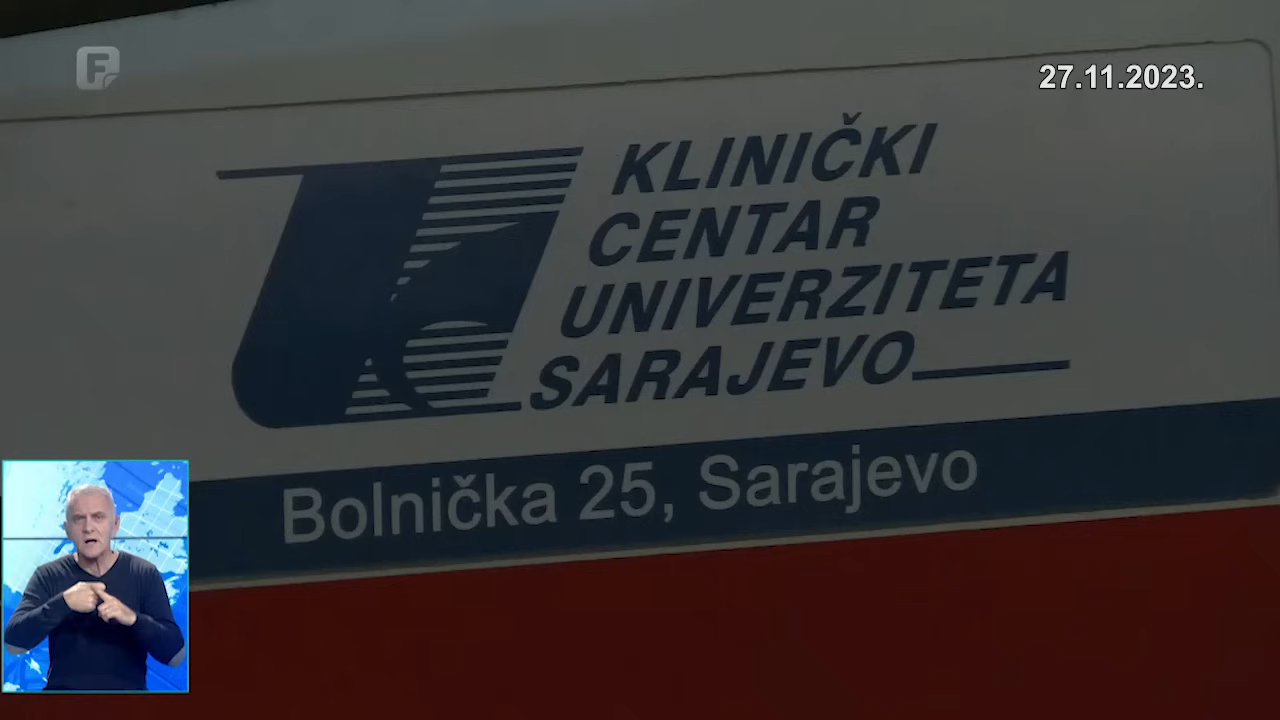 F
27.11.2023.
KLINIČKI
CENTAR
UNIVERZITETA
SARAJEVO
Bolnička 25, Sarajevo